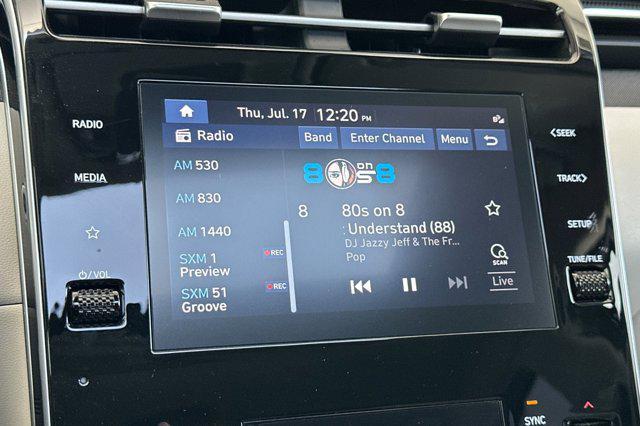 Thu, Jul. 17 12:20 PM
Radio Band Enter Channel Menu
AM 530
AM 830
AM 1440
SXM 1 REC
Preview
SXM 51 REC
Groove
8 on 8
8 80s on 8
: Understand (88)
DJ Jazzy Jeff & The Fr...
Pop
SCAN
Live
RADIO
MEDIA
⏻/VOL
<SEEK
TRACK>
SETUP
TUNE/FILE
SYNC